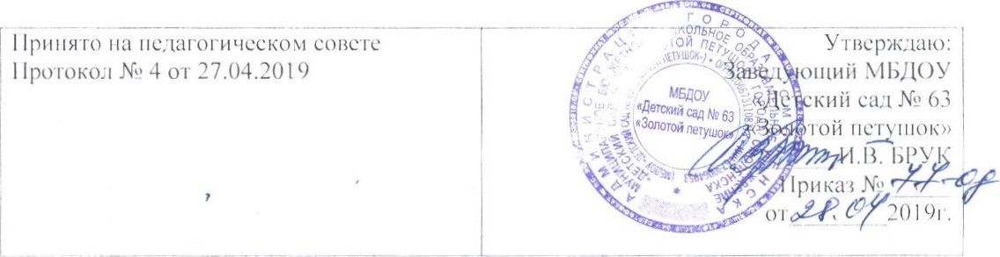 Принято на педагогическом совете
Протокол № 4 от 27.04.2019
Утверждаю:
Заведующий МБДОУ
«Детский сад № 63
«Золотой петушок»
И.В. БРУК
Приказ № 77-од
от 28.04 2019г.
МБДОУ
«Детский сад № 63
«Золотой петушок»